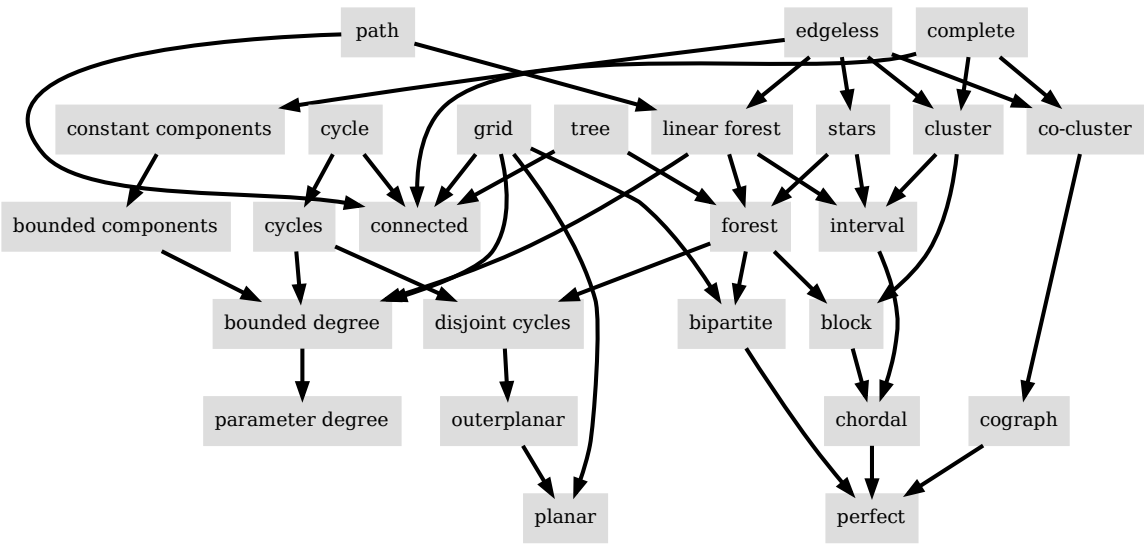 path
edgeless
complete
constant components
cycle
grid
tree
linear forest
stars
cluster
co-cluster
bounded components
cycles
connected
forest
interval
bounded degree
disjoint cycles
bipartite
block
parameter degree
outerplanar
chordal
cograph
planar
perfect